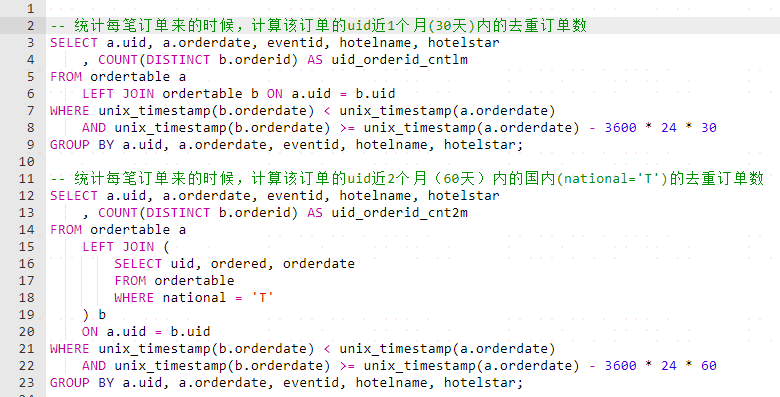 1
2 -- 统计每笔订单来的时候，计算该订单的uid近1个月(30天)内的去重订单数
3 SELECT a.uid, a.orderdate, eventid, hotelname, hotelstar
4 , COUNT(DISTINCT b.orderid) AS uid_orderid_cntlm
5 FROM ordertable a
6 LEFT JOIN ordertable b ON a.uid = b.uid
7 WHERE unix_timestamp(b.orderdate) < unix_timestamp(a.orderdate)
8 AND unix_timestamp(b.orderdate) >= unix_timestamp(a.orderdate) - 3600 * 24 * 30
9 GROUP BY a.uid, a.orderdate, eventid, hotelname, hotelstar;
10
11 -- 统计每笔订单来的时候，计算该订单的uid近2个月（60天）内的国内(national='T')的去重订单数
12 SELECT a.uid, a.orderdate, eventid, hotelname, hotelstar
13 , COUNT(DISTINCT b.orderid) AS uid_orderid_cnt2m
14 FROM ordertable a
15 LEFT JOIN (
16 SELECT uid, ordered, orderdate
17 FROM ordertable
18 WHERE national = 'T'
19 ) b
20 ON a.uid = b.uid
21 WHERE unix_timestamp(b.orderdate) < unix_timestamp(a.orderdate)
22 AND unix_timestamp(b.orderdate) >= unix_timestamp(a.orderdate) - 3600 * 24 * 60
23 GROUP BY a.uid, a.orderdate, eventid, hotelname, hotelstar;